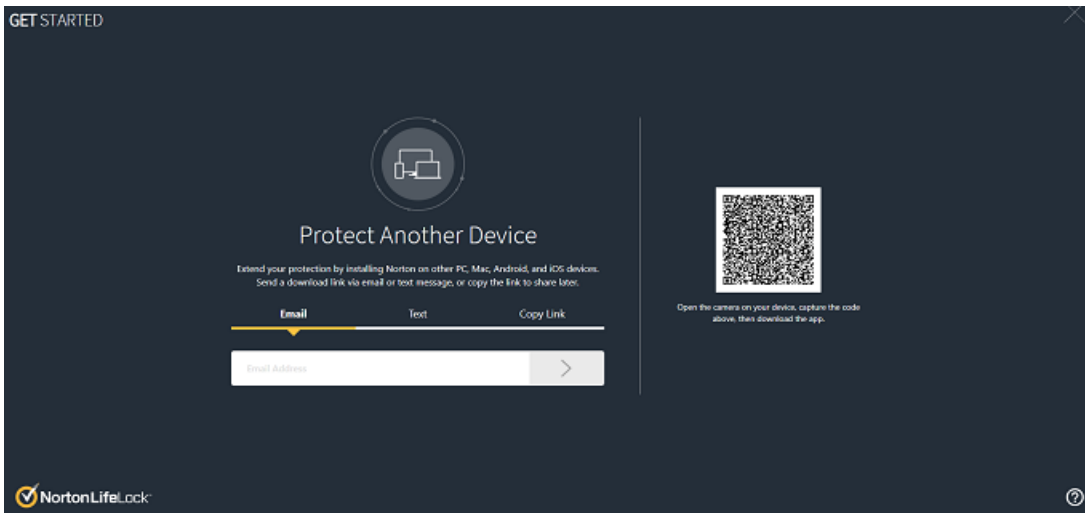 GET STARTED
Protect Another Device
Extend your protection by installing Norton on other PC, Mac, Android, and iOS devices.
Send a download link via email or text message, or copy the link to share later.
Email Text Copy Link
Email Address
Open the camera on your device, capture the code
above, then download the app.
NortonLifeLock